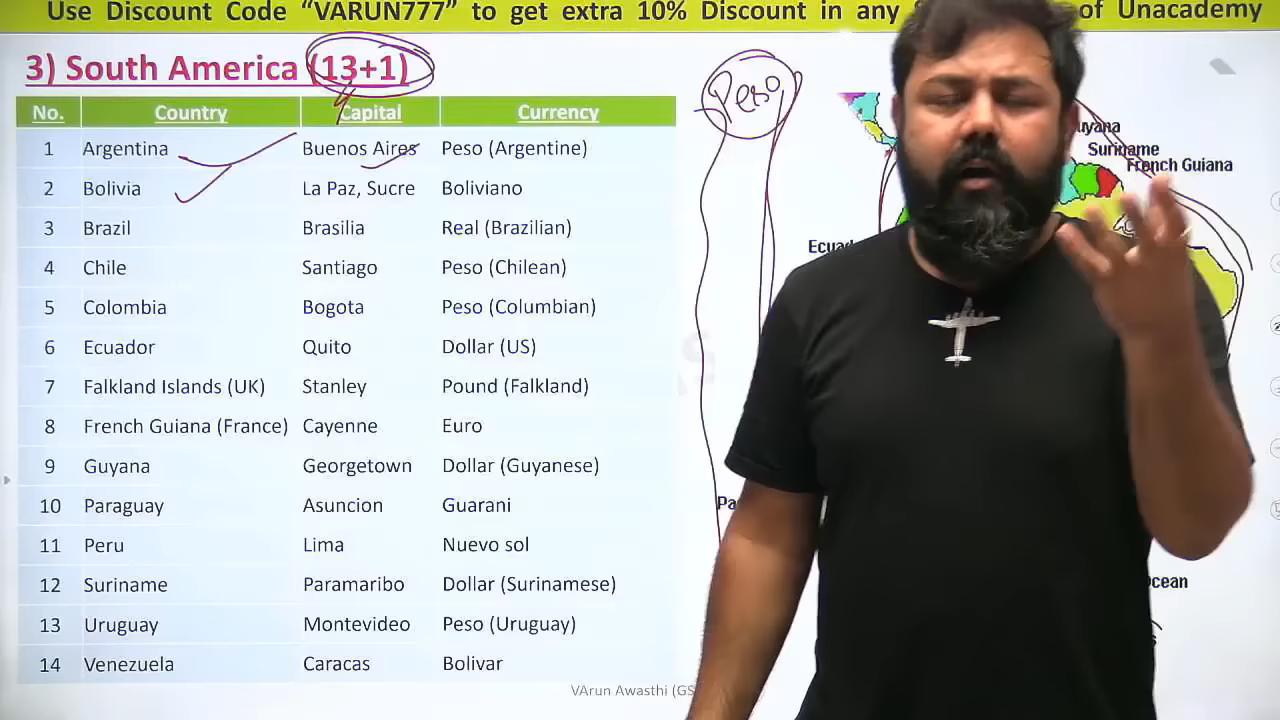 Use Discount Code “VARUN777” to get extra 10% Discount in any of Unacademy
3) South America (13+1)
No. Country Capital Currency
1 Argentina Buenos Aires Peso (Argentine)
2 Bolivia La Paz, Sucre Boliviano
3 Brazil Brasilia Real (Brazilian)
4 Chile Santiago Peso (Chilean)
5 Colombia Bogota Peso (Columbian)
6 Ecuador Quito Dollar (US)
7 Falkland Islands (UK) Stanley Pound (Falkland)
8 French Guiana (France) Cayenne Euro
9 Guyana Georgetown Dollar (Guyanese)
10 Paraguay Asuncion Guarani
11 Peru Lima Nuevo sol
12 Suriname Paramaribo Dollar (Surinamese)
13 Uruguay Montevideo Peso (Uruguay)
14 Venezuela Caracas Bolivar
Peso
uyana
Suriname
French Guiana
Ecuad
Pa
cean
VArun Awasthi (GS